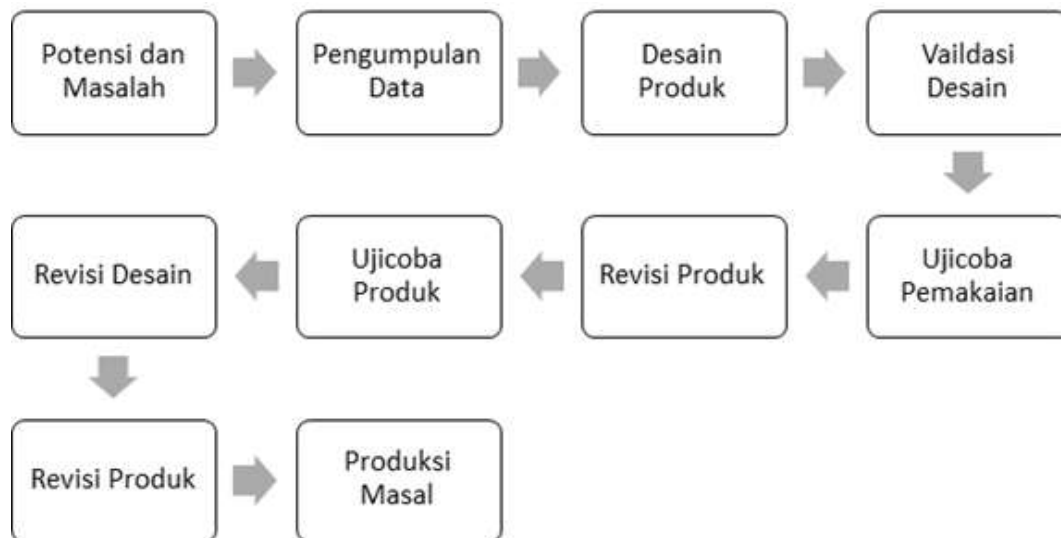 Potensi dan
Masalah
Pengumpulan
Data
Desain
Produk
Vaildasi
Desain
Ujicoba
Pemakaian
Revisi Produk
Ujicoba
Produk
Revisi Desain
Revisi Produk
Produksi
Masal